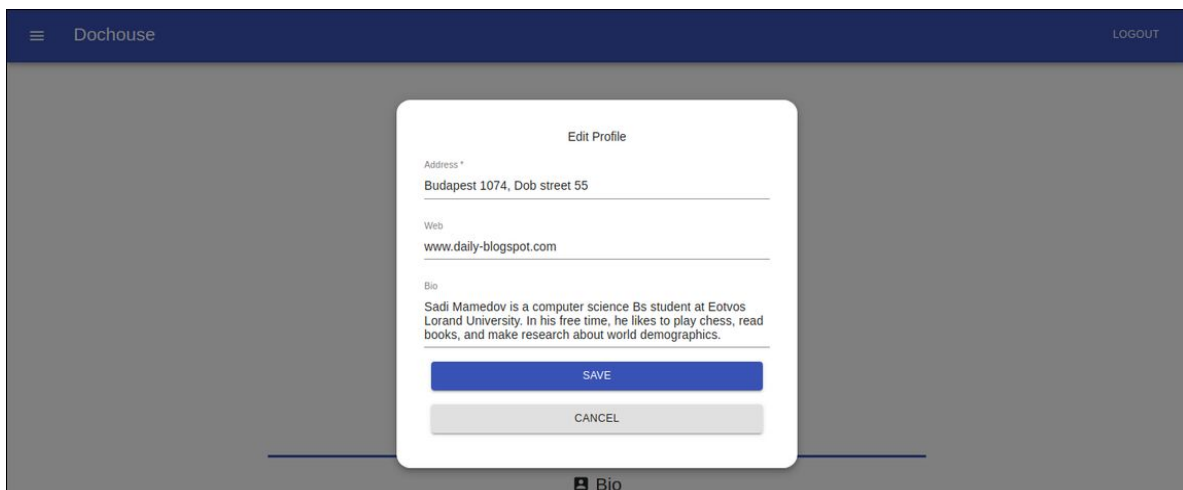 Dochouse
LOGOUT
Edit Profile
Address *
Budapest 1074, Dob street 55
Web
www.daily-blogspot.com
Bio
Sadi Mamedov is a computer science Bs student at Eotvos
Lorand University. In his free time, he likes to play chess, read
books, and make research about world demographics.
SAVE
CANCEL
Bio